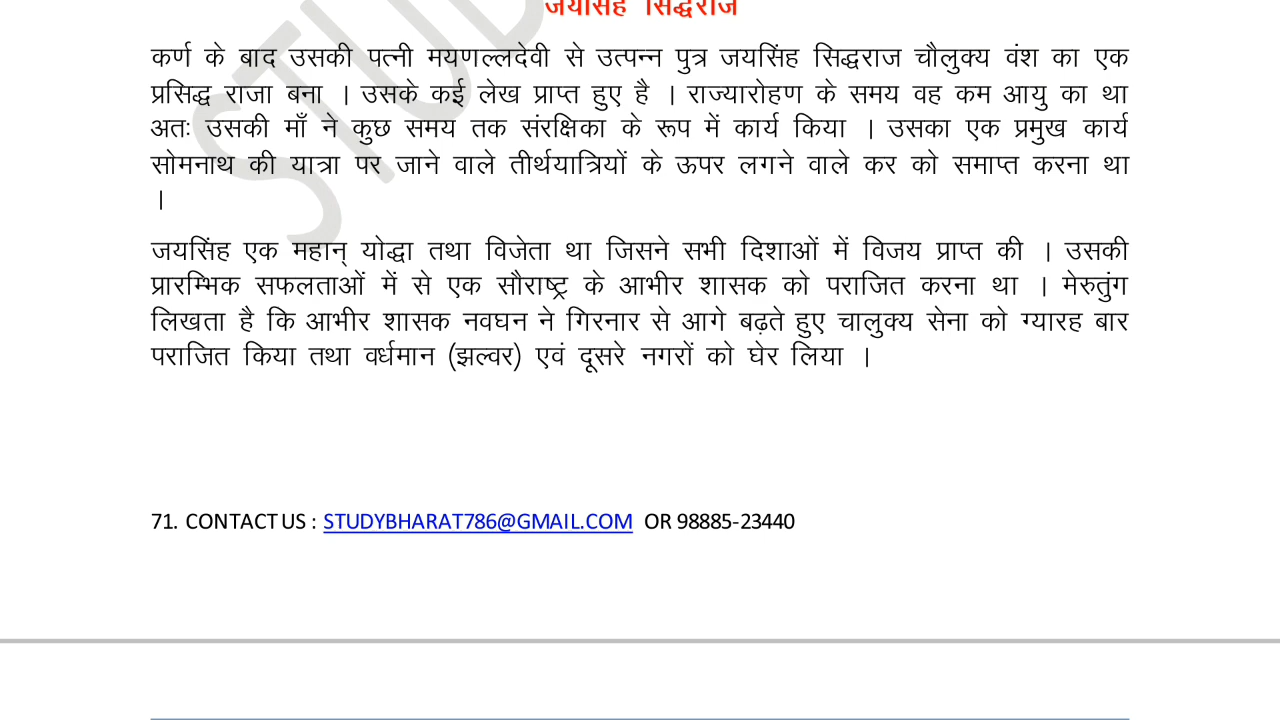 जयसिंह सिद्धराज
कर्ण के बाद उसकी पत्नी मयणल्लदेवी से उत्पन्न पुत्र जयसिंह सिद्धराज चौलुक्य वंश का एक
प्रसिद्ध राजा बना । उसके कई लेख प्राप्त हुए है । राज्यारोहण के समय वह कम आयु का था
अतः उसकी माँ ने कुछ समय तक संरक्षिका के रूप में कार्य किया । उसका एक प्रमुख कार्य
सोमनाथ की यात्रा पर जाने वाले तीर्थयात्रियों के ऊपर लगने वाले कर को समाप्त करना था
।
जयसिंह एक महान् योद्धा तथा विजेता था जिसने सभी दिशाओं में विजय प्राप्त की । उसकी
प्रारम्भिक सफलताओं में से एक सौराष्ट्र के आभीर शासक को पराजित करना था । मेरुतुंग
लिखता है कि आभीर शासक नवघन ने गिरनार से आगे बढ़ते हुए चालुक्य सेना को ग्यारह बार
पराजित किया तथा वर्धमान (झल्वर) एवं दूसरे नगरों को घेर लिया ।
71. CONTACT US : STUDYBHARAT786@GMAIL.COM OR 98885-23440